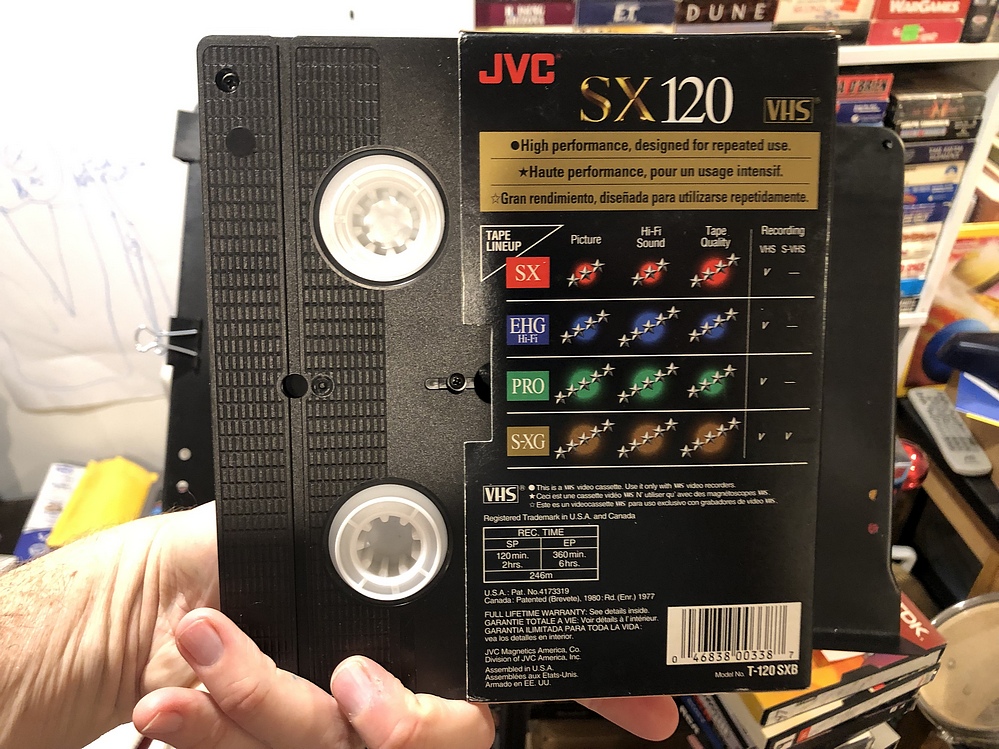 E.T.
DUNE
WARGAMES
JVC
SX 120
VHS
●High performance, designed for repeated use.
★Haute performance, pour un usage intensif.
☆Gran rendimiento, diseñada para utilizarse repetidamente.
TAPE LINEUP
Picture
Hi-Fi Sound
Tape Quality
Recording
VHS S-VHS
SX
V —
EHG
Hi-Fi
V —
PRO
V —
S-XG
V V
VHS®
● This is a VHS video cassette. Use it only with VHS video recorders.
★ Ceci est une cassette vidéo VHS N' utiliser qu' avec des magnétoscopes VHS.
☆ Este es un videocassette VHS para uso exclusivo con grabadores de video VHS.
Registered Trademark in U.S.A. and Canada
REC. TIME
SP EP
120min. 360min.
2hrs. 6hrs.
246m
U.S.A.: Pat. No.4173319
Canada: Patented (Brevete), 1980: Rd. (Enr.) 1977
FULL LIFETIME WARRANTY: See details inside.
GARANTIE TOTALE A VIE: Voir détails à l'intérieur.
GARANTIA ILIMITADA PARA TODA LA VIDA:
vea los detalles en interior.
JVC Magnetics America, Co.
Division of JVC America, Inc.
Assembled in U.S.A.
Assemblées aux Etats-Unis.
Armado en EE. UU.
0 46838 00338 7
Model No. T-120 SXB
TDK